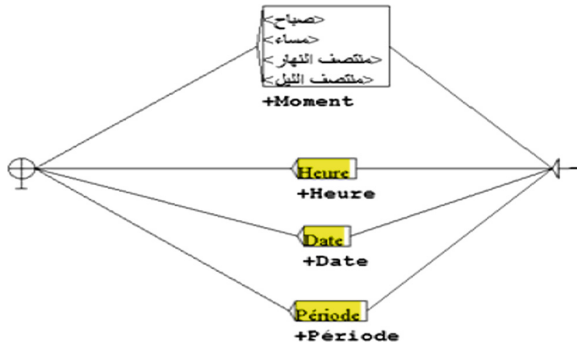 <صباح>
<مساء>
<منتصف النهار>
<منتصف الليل>
+Moment
Heure
+Heure
Date
+Date
Période
+Période